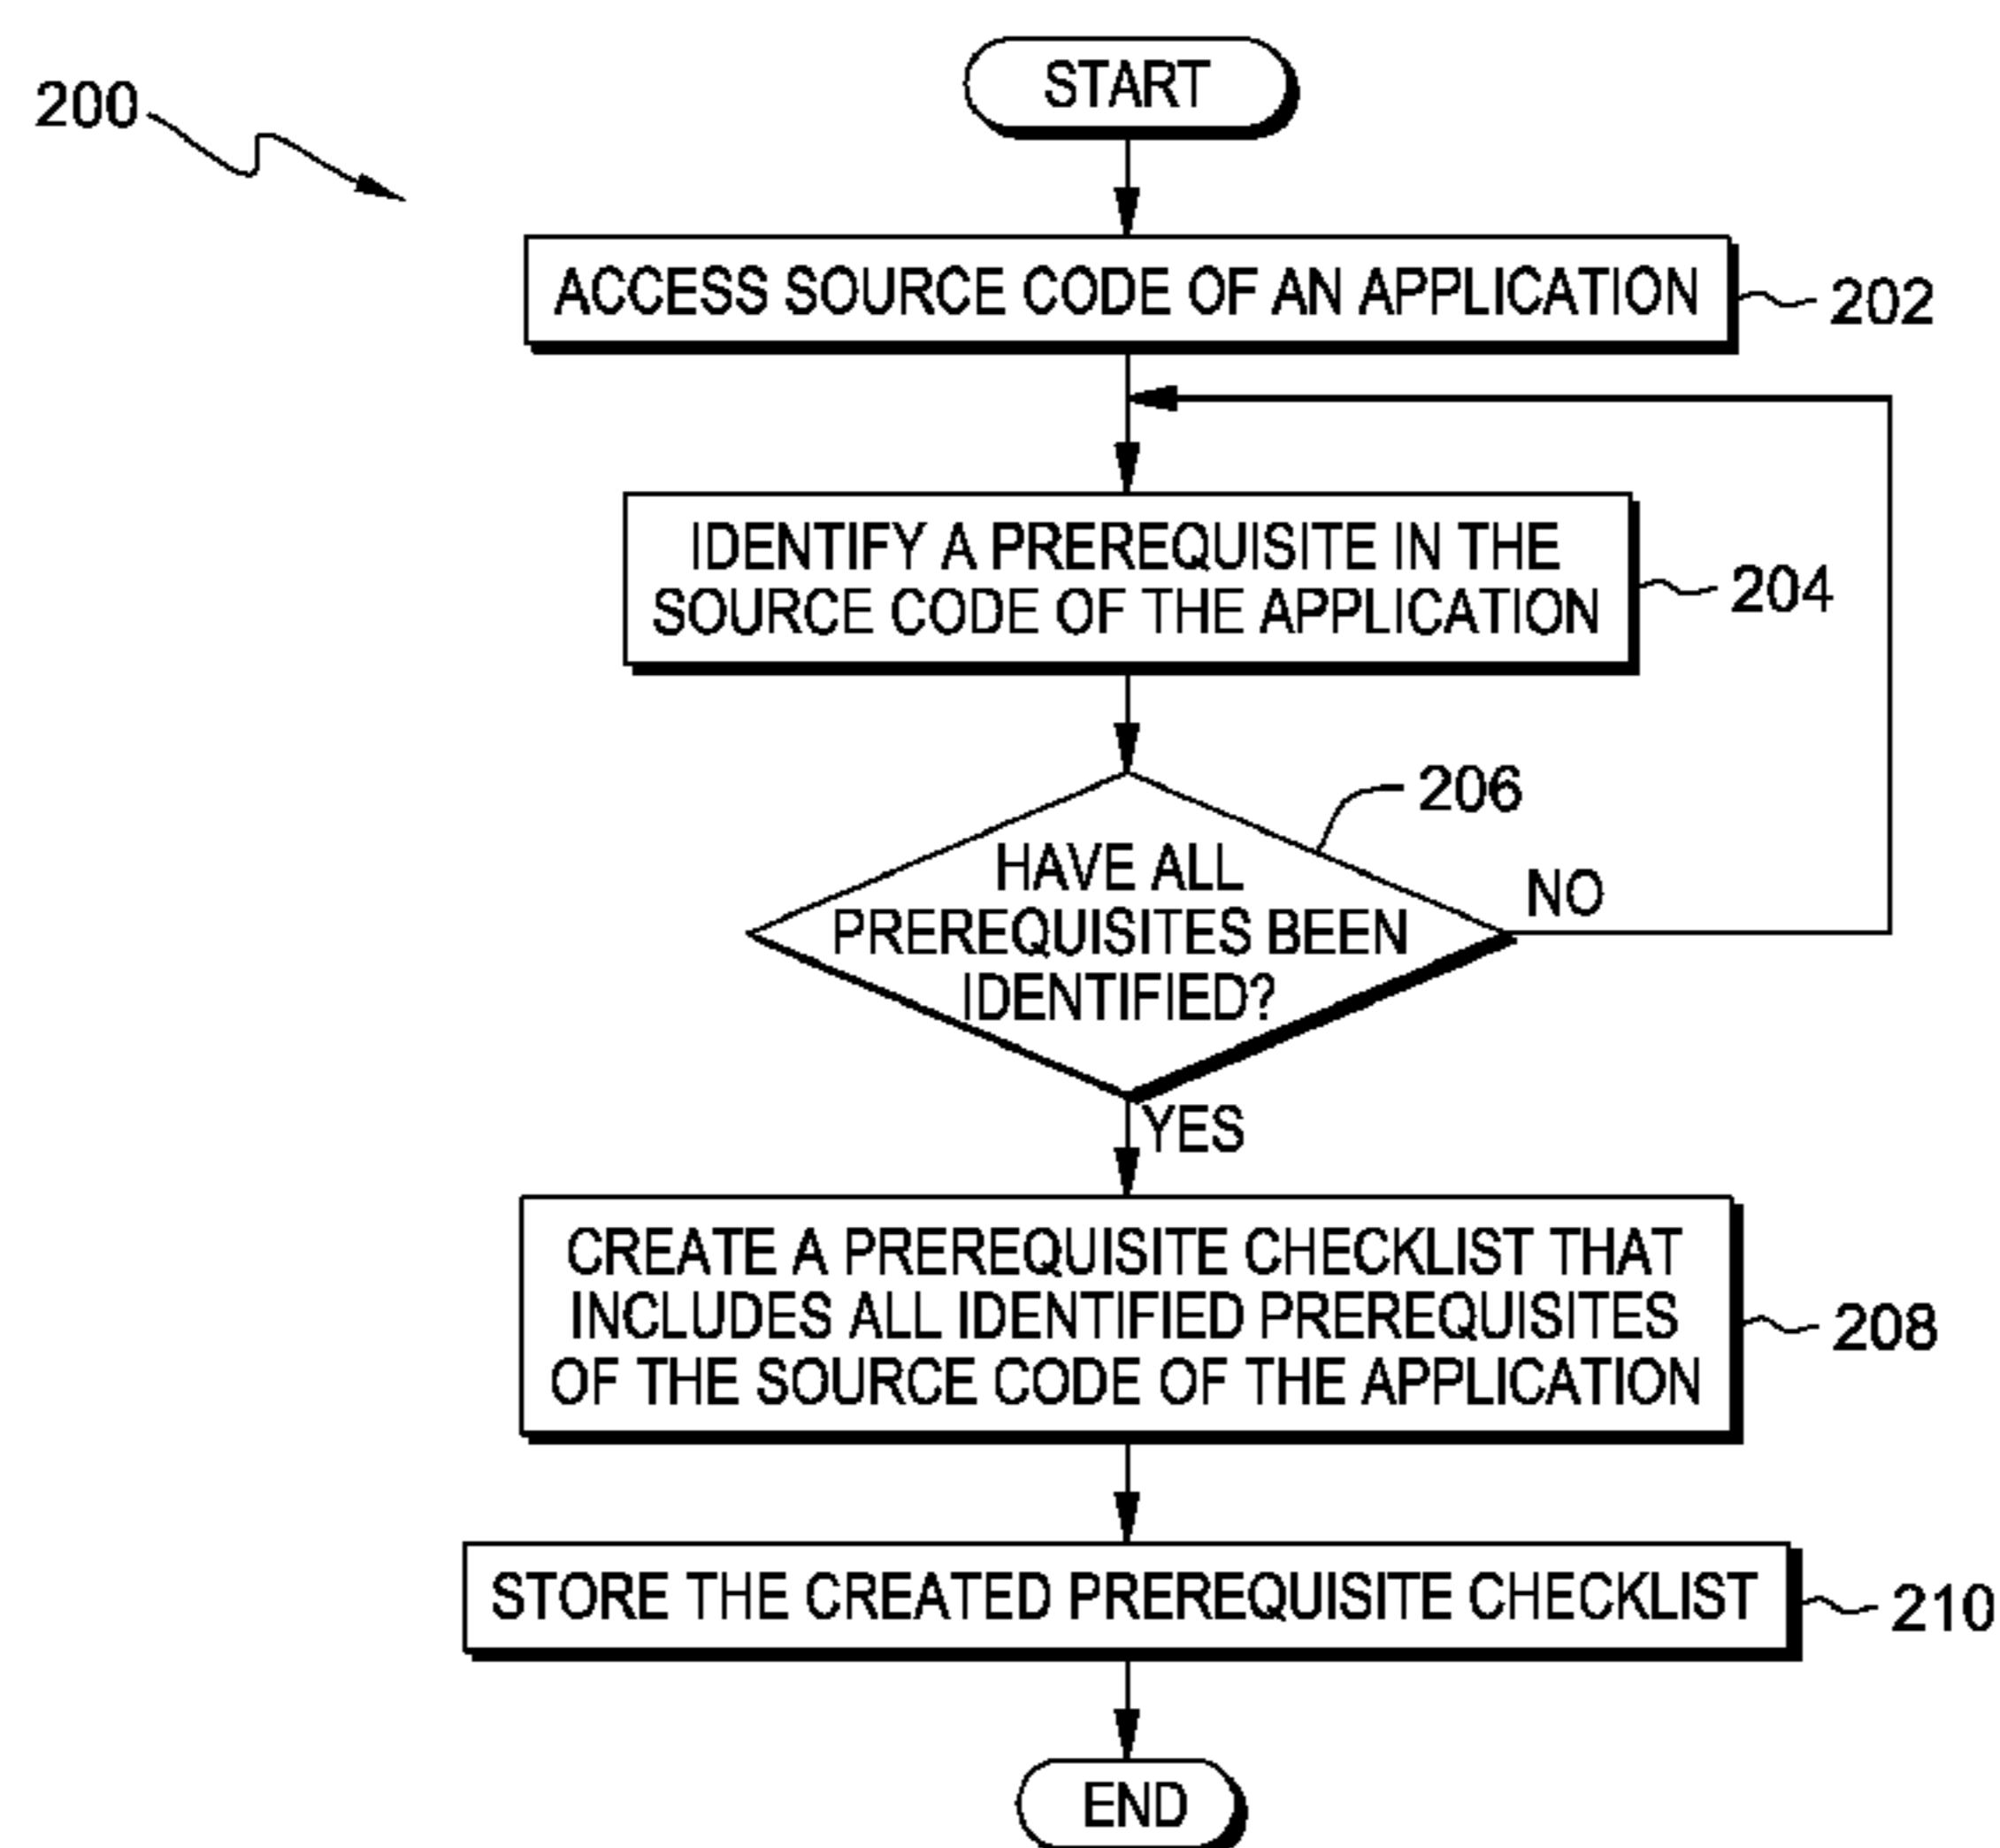 200
START
ACCESS SOURCE CODE OF AN APPLICATION
202
IDENTIFY A PREREQUISITE IN THE
SOURCE CODE OF THE APPLICATION
204
206
HAVE ALL
PREREQUISITES BEEN
IDENTIFIED?
NO
YES
CREATE A PREREQUISITE CHECKLIST THAT
INCLUDES ALL IDENTIFIED PREREQUISITES
OF THE SOURCE CODE OF THE APPLICATION
208
STORE THE CREATED PREREQUISITE CHECKLIST
210
END